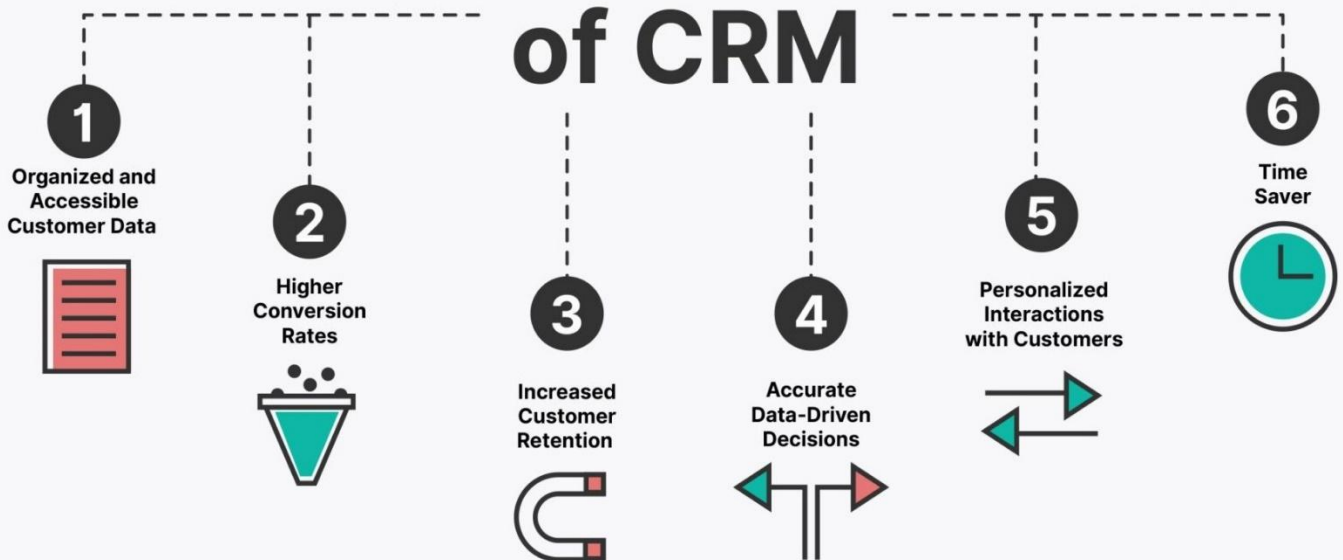 of CRM
1
Organized and
Accessible
Customer Data
2
Higher
Conversion
Rates
3
Increased
Customer
Retention
4
Accurate
Data-Driven
Decisions
5
Personalized
Interactions
with Customers
6
Time
Saver